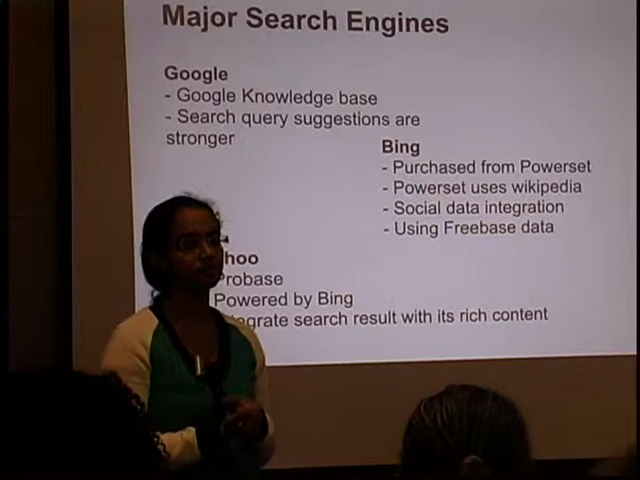 Major Search Engines
Google
- Google Knowledge base
- Search query suggestions are
stronger
Bing
- Purchased from Powerset
- Powerset uses wikipedia
- Social data integration
- Using Freebase data
hoo
Probase
Powered by Bing
tegrate search result with its rich content